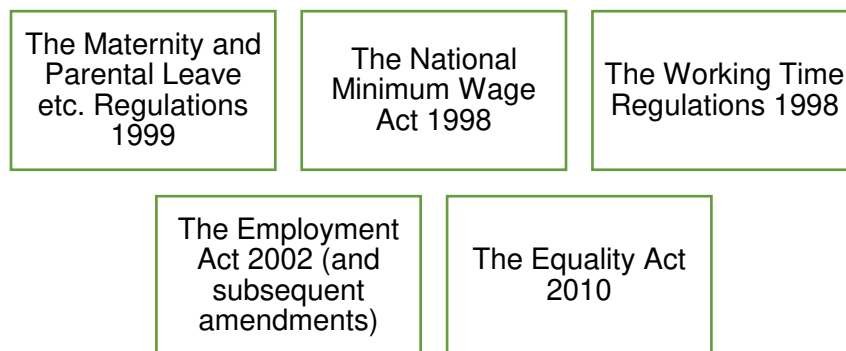 The Maternity and
Parental Leave
etc. Regulations
1999
The National
Minimum Wage
Act 1998
The Working Time
Regulations 1998
The Employment
Act 2002 (and
subsequent
amendments)
The Equality Act
2010